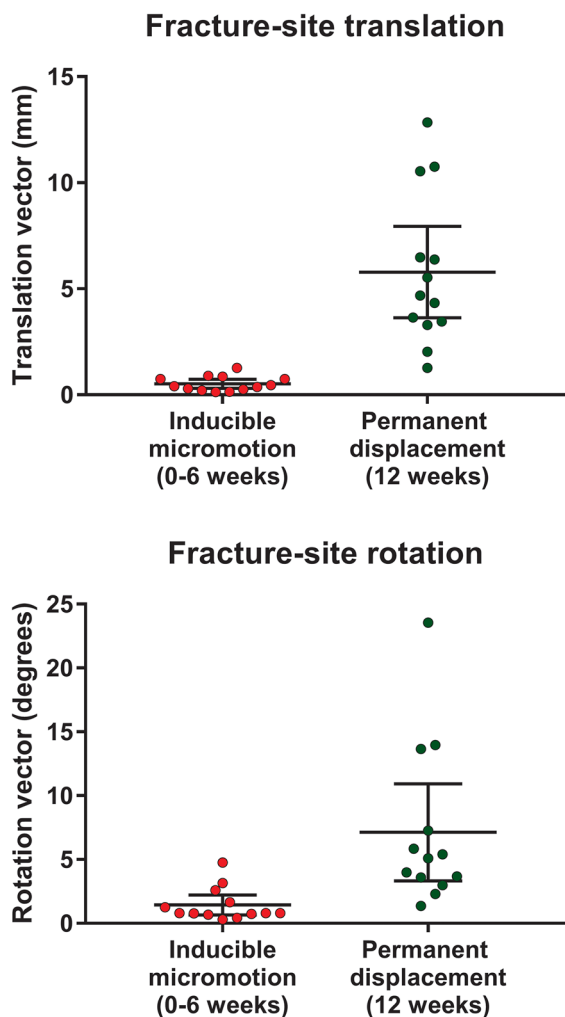 Fracture-site translation
Translation vector (mm)
15
10
5
0
Inducible
micromotion
(0-6 weeks)
Permanent
displacement
(12 weeks)
Fracture-site rotation
Rotation vector (degrees)
25
20
15
10
5
0
Inducible
micromotion
(0-6 weeks)
Permanent
displacement
(12 weeks)